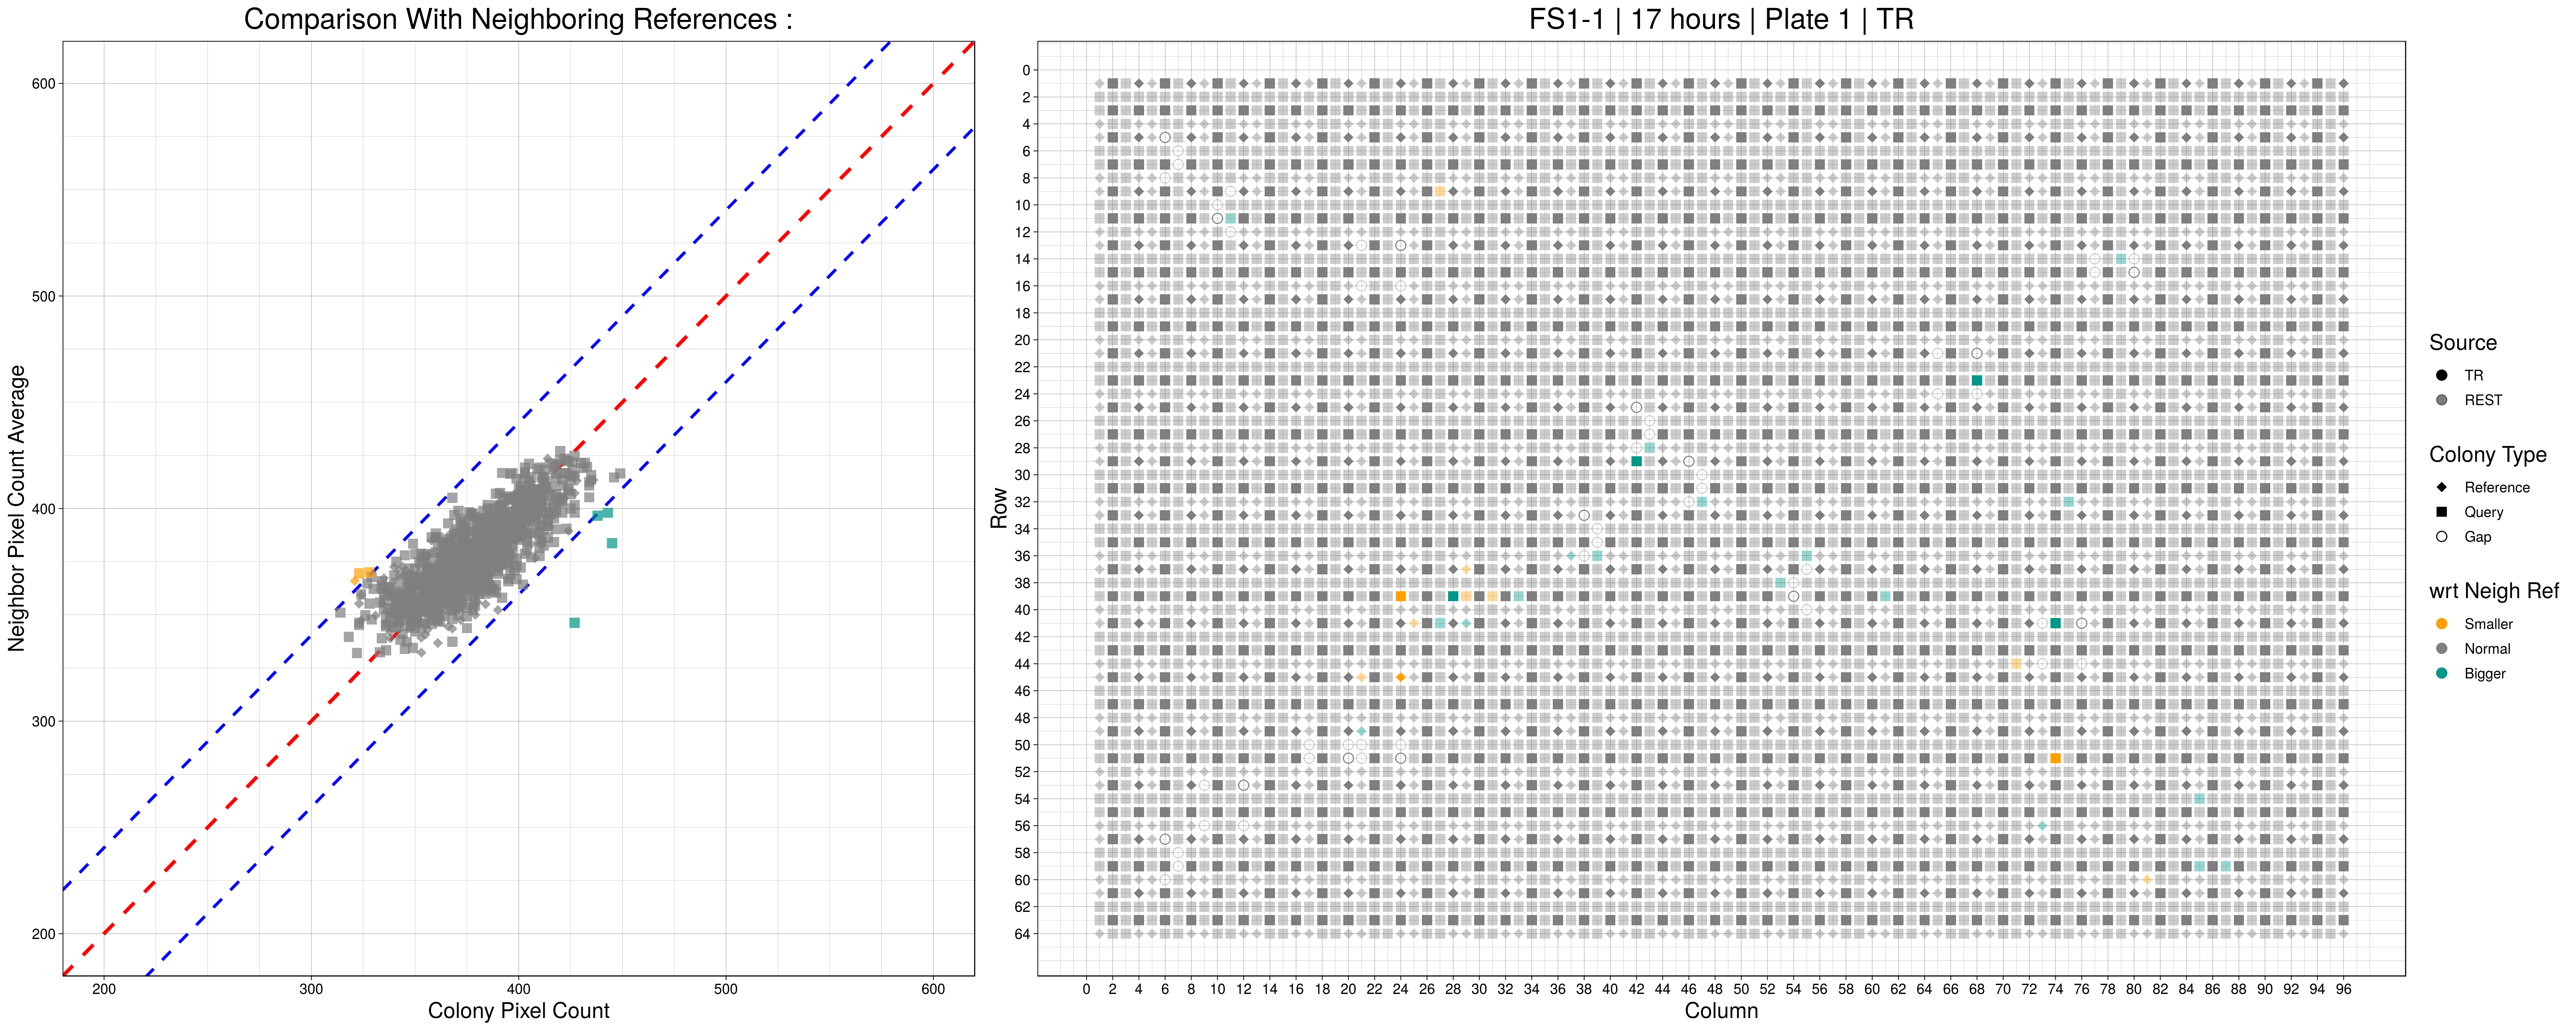 Comparison With Neighboring References :
600
500
400
300
200
Neighbor Pixel Count Average
200 300 400 500 600
Colony Pixel Count
FS1-1 | 17 hours | Plate 1 | TR
0
2
4
6
8
10
12
14
16
18
20
22
24
26
28
30
32
34
36
38
40
42
44
46
48
50
52
54
56
58
60
62
64
Row
0 2 4 6 8 10 12 14 16 18 20 22 24 26 28 30 32 34 36 38 40 42 44 46 48 50 52 54 56 58 60 62 64 66 68 70 72 74 76 78 80 82 84 86 88 90 92 94 96
Column
Source
TR
REST
Colony Type
Reference
Query
Gap
wrt Neigh Ref
Smaller
Normal
Bigger